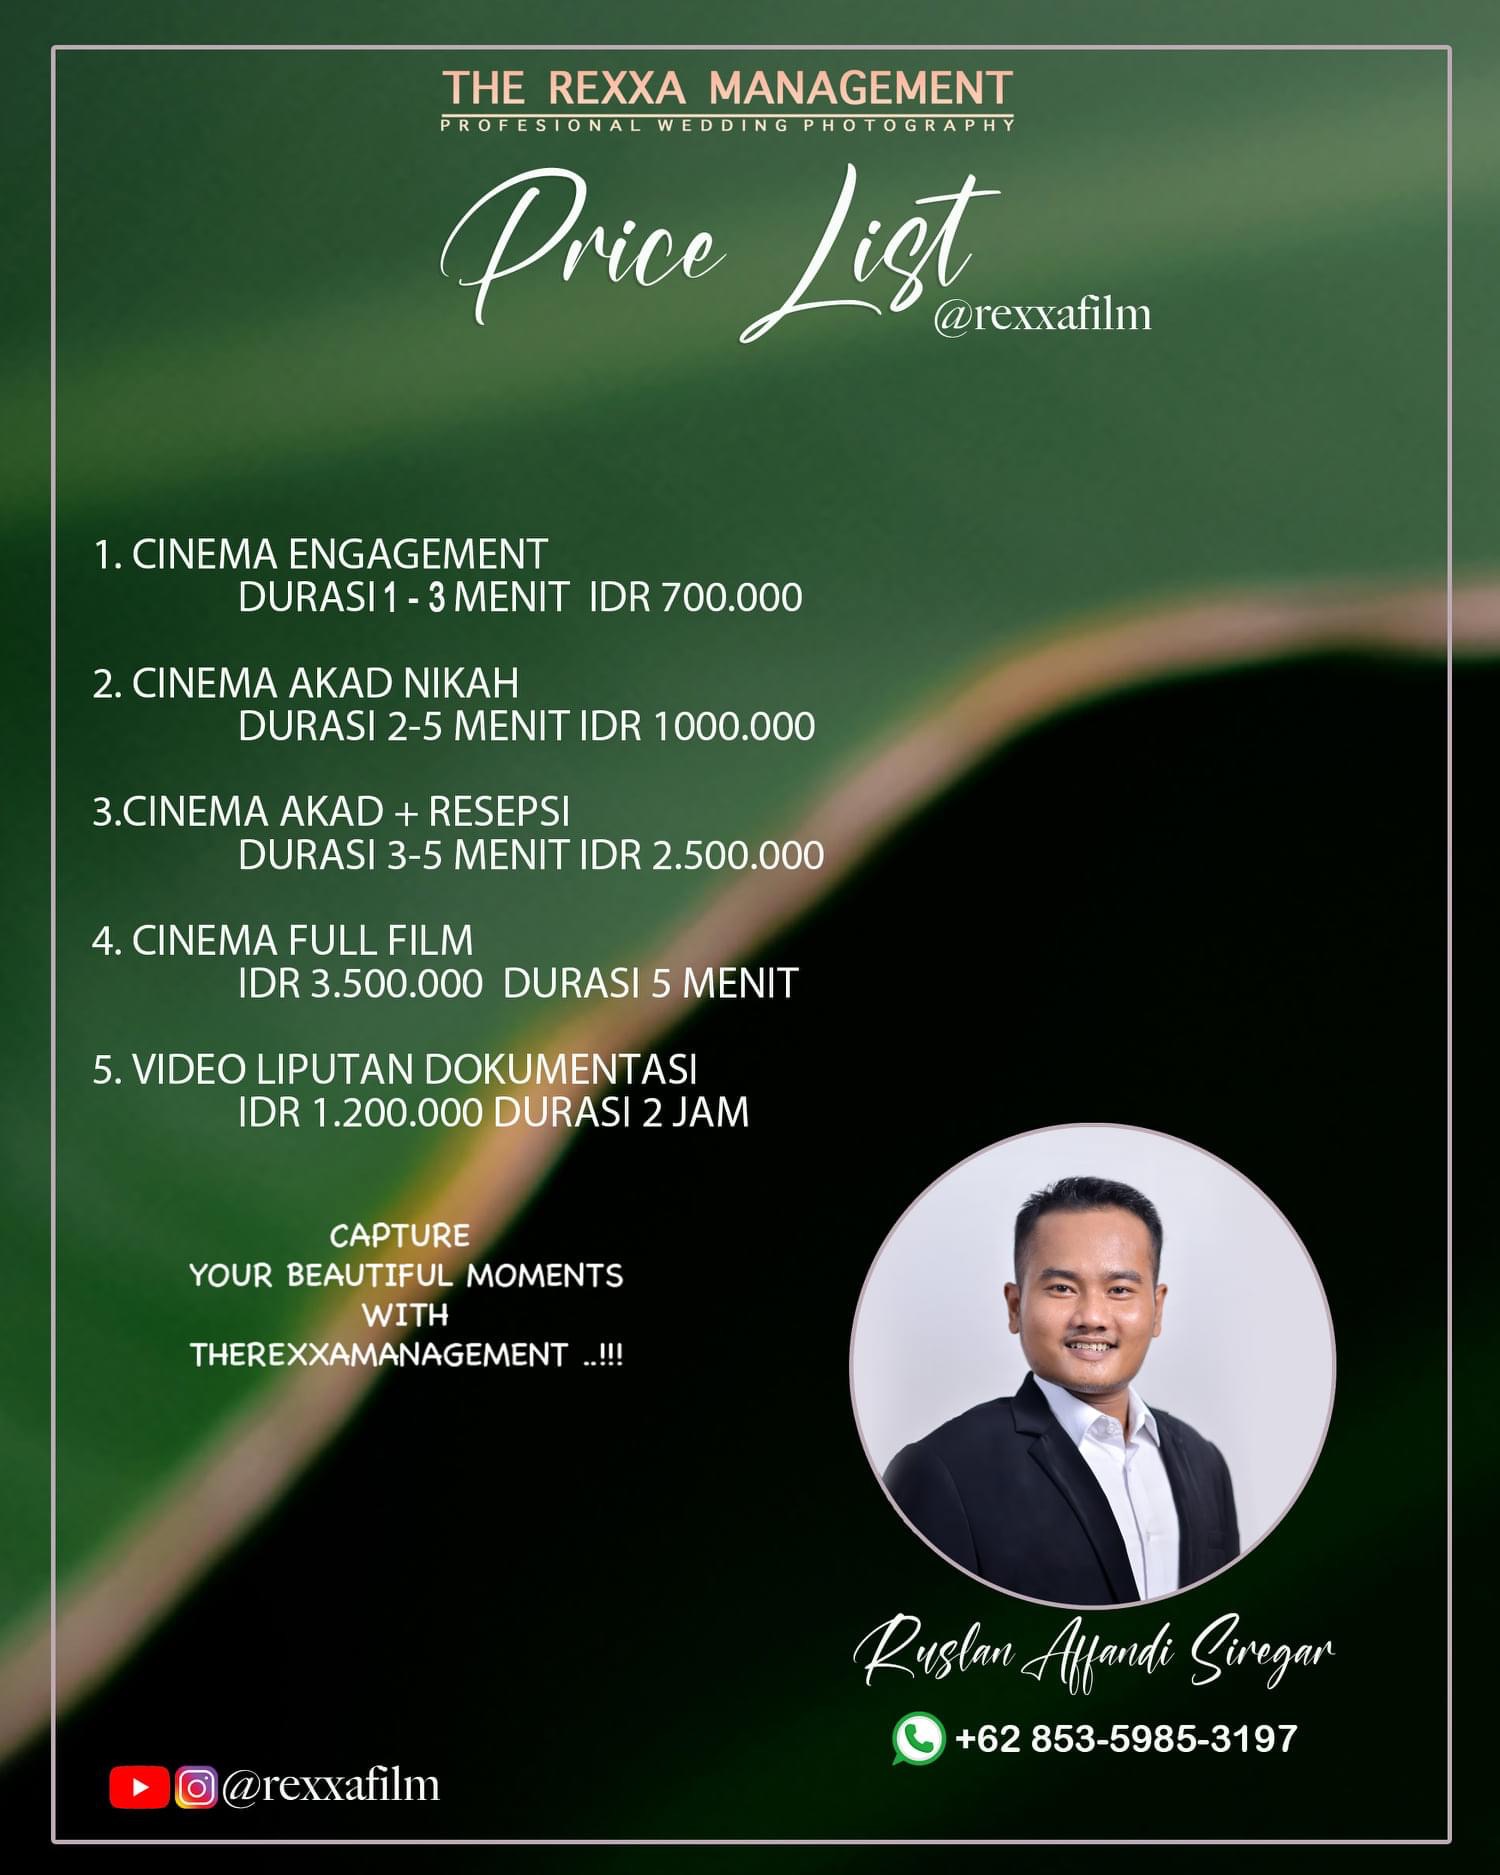 THE REXXA MANAGEMENT
PROFESIONAL WEDDING PHOTOGRAPHY
Price List
@rexxafilm
1. CINEMA ENGAGEMENT
DURASI 1 - 3 MENIT IDR 700.000
2. CINEMA AKAD NIKAH
DURASI 2-5 MENIT IDR 1000.000
3.CINEMA AKAD + RESEPSI
DURASI 3-5 MENIT IDR 2.500.000
4. CINEMA FULL FILM
IDR 3.500.000 DURASI 5 MENIT
5. VIDEO LIPUTAN DOKUMENTASI
IDR 1.200.000 DURASI 2 JAM
CAPTURE
YOUR BEAUTIFUL MOMENTS
WITH
THEREXXAMANAGEMENT ..!!!
Ruslan Affandi Siregar
+62 853-5985-3197
@rexxafilm